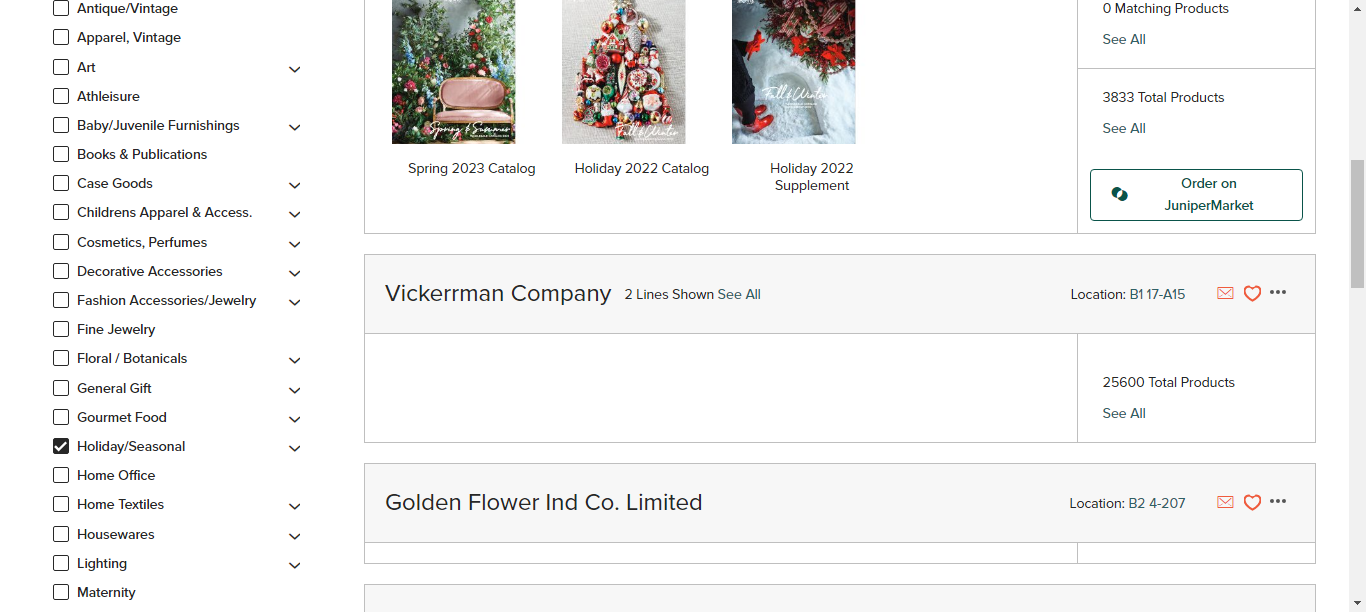 Antique/Vintage
Apparel, Vintage
Art
Athleisure
Baby/Juvenile Furnishings
Books & Publications
Case Goods
Childrens Apparel & Access.
Cosmetics, Perfumes
Decorative Accessories
Fashion Accessories/Jewelry
Fine Jewelry
Floral / Botanicals
General Gift
Gourmet Food
Holiday/Seasonal
Home Office
Home Textiles
Housewares
Lighting
Maternity
Spring & Summer
Fall & Winter
Fall & Winter
Spring 2023 Catalog
Holiday 2022 Catalog
Holiday 2022
Supplement
0 Matching Products
See All
3833 Total Products
See All
Order on
JuniperMarket
Vickerrman Company 2 Lines Shown See All
Location: B1 17-A15
25600 Total Products
See All
Golden Flower Ind Co. Limited
Location: B2 4-207